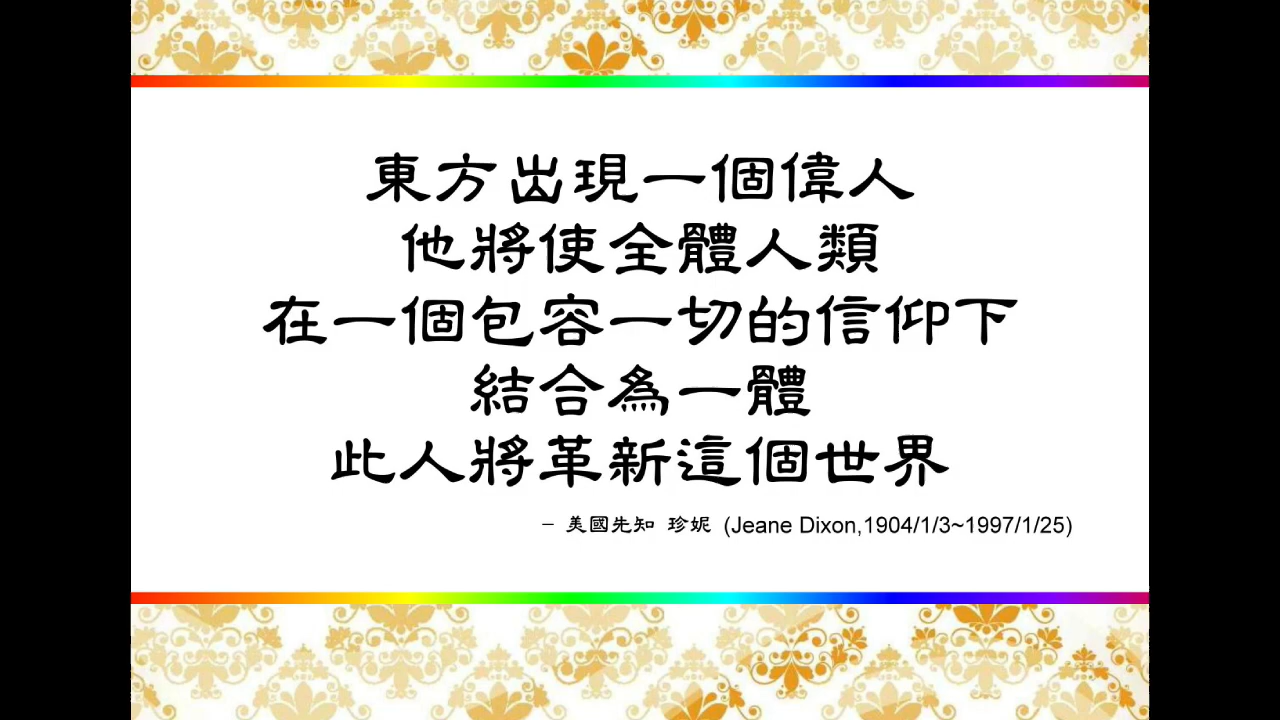 東方出現一個偉人
他將使全體人類
在一個包容一切的信仰下
結合為一體
此人將革新這個世界
– 美國先知 珍妮 (Jeane Dixon,1904/1/3~1997/1/25)